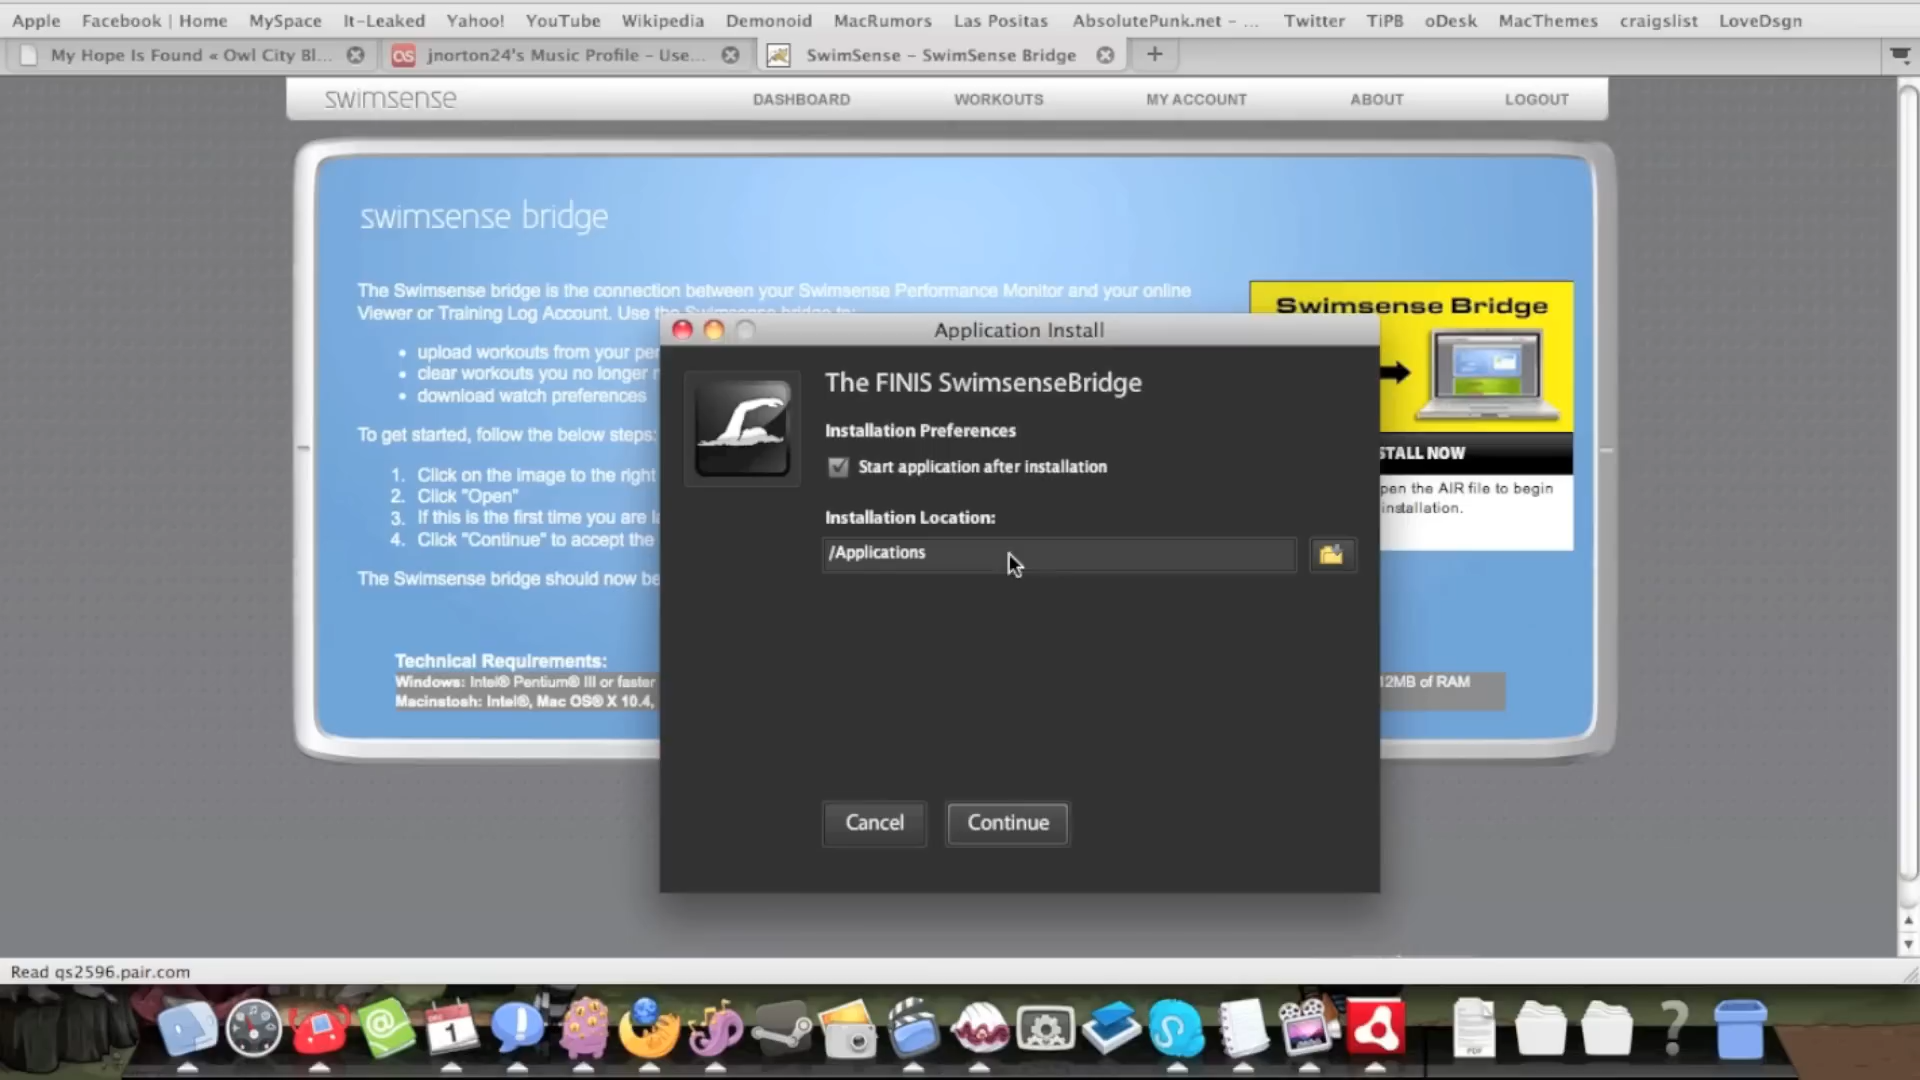 Apple Facebook | Home MySpace It-Leaked Yahoo! YouTube Wikipedia Demonoid MacRumors Las Positas AbsolutePunk.net - ... Twitter TiPB oDesk MacThemes craigslist LoveDsgn
My Hope Is Found « Owl City Bl... jnorton24's Music Profile – Use... SwimSense – SwimSense Bridge
swimsense DASHBOARD WORKOUTS MY ACCOUNT ABOUT LOGOUT
swimsense bridge
The Swimsense bridge is the connection between your Swimsense Performance Monitor and your online
Viewer or Training Log Account. Use the Swimsense bridge to:
• upload workouts from your pe
• clear workouts you no longer
• download watch preferences
To get started, follow the below steps:
1. Click on the image to the right
2. Click "Open"
3. If this is the first time you are
4. Click "Continue" to accept the
The Swimsense bridge should now be
Technical Requirements:
Windows: Intel® Pentium® III or faster
12MB of RAM
Macinstosh: Intel®, Mac OS® X 10.4,
Swimsense Bridge
STALL NOW
pen the AIR file to begin
installation.
Application Install
The FINIS SwimsenseBridge
Installation Preferences
Start application after installation
Installation Location:
/Applications
Cancel Continue
Read qs2596.pair.com
1
PDF